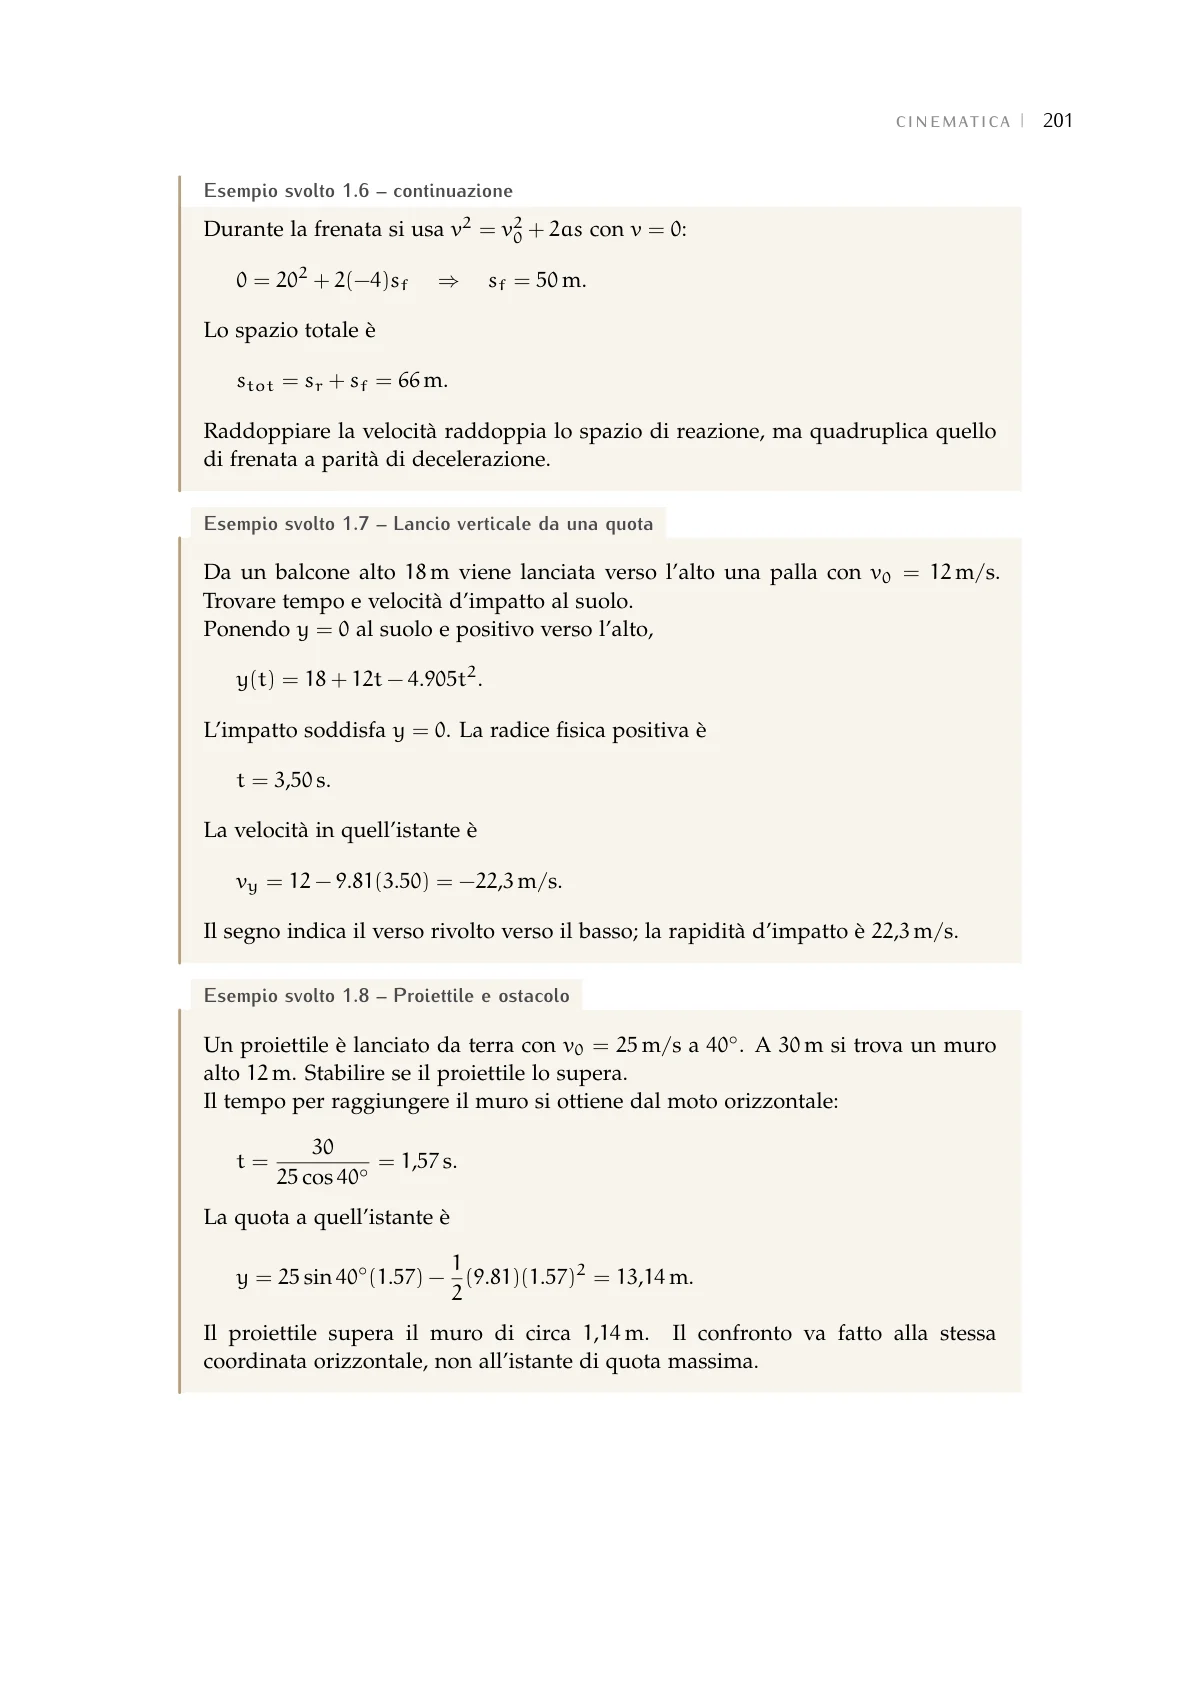 CINEMATICA | 201
Esempio svolto 1.6 – continuazione
Durante la frenata si usa v² = v₀² + 2as con v = 0:
0 = 20² + 2(−4)s_f ⇒ s_f = 50 m.
Lo spazio totale è
s_tot = s_r + s_f = 66 m.
Raddoppiare la velocità raddoppia lo spazio di reazione, ma quadruplica quello
di frenata a parità di decelerazione.
Esempio svolto 1.7 – Lancio verticale da una quota
Da un balcone alto 18 m viene lanciata verso l'alto una palla con v₀ = 12 m/s.
Trovare tempo e velocità d'impatto al suolo.
Ponendo y = 0 al suolo e positivo verso l'alto,
y(t) = 18 + 12t − 4.905t².
L'impatto soddisfa y = 0. La radice fisica positiva è
t = 3,50 s.
La velocità in quell'istante è
v_y = 12 − 9.81(3.50) = −22,3 m/s.
Il segno indica il verso rivolto verso il basso; la rapidità d'impatto è 22,3 m/s.
Esempio svolto 1.8 – Proiettile e ostacolo
Un proiettile è lanciato da terra con v₀ = 25 m/s a 40°. A 30 m si trova un muro
alto 12 m. Stabilire se il proiettile lo supera.
Il tempo per raggiungere il muro si ottiene dal moto orizzontale:
t = 30 / 25 cos 40° = 1,57 s.
La quota a quell'istante è
y = 25 sin 40°(1.57) − 1/2 (9.81)(1.57)² = 13,14 m.
Il proiettile supera il muro di circa 1,14 m. Il confronto va fatto alla stessa
coordinata orizzontale, non all'istante di quota massima.